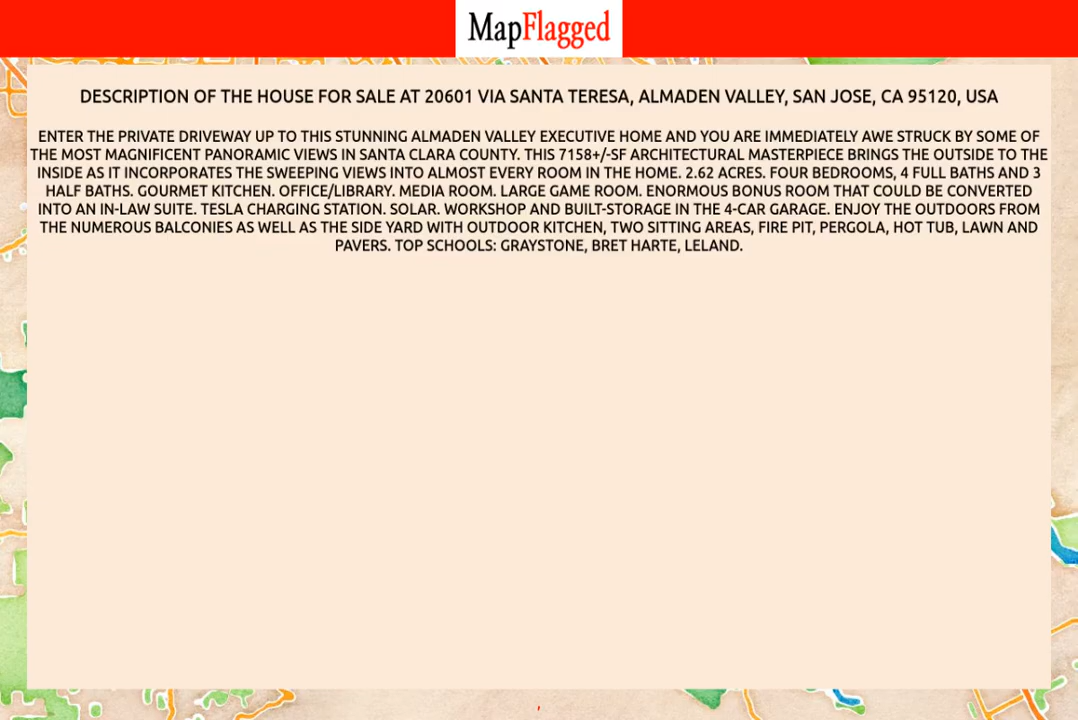 MapFlagged
DESCRIPTION OF THE HOUSE FOR SALE AT 20601 VIA SANTA TERESA, ALMADEN VALLEY, SAN JOSE, CA 95120, USA
ENTER THE PRIVATE DRIVEWAY UP TO THIS STUNNING ALMADEN VALLEY EXECUTIVE HOME AND YOU ARE IMMEDIATELY AWE STRUCK BY SOME OF
THE MOST MAGNIFICENT PANORAMIC VIEWS IN SANTA CLARA COUNTY. THIS 7158+/-SF ARCHITECTURAL MASTERPIECE BRINGS THE OUTSIDE TO THE
INSIDE AS IT INCORPORATES THE SWEEPING VIEWS INTO ALMOST EVERY ROOM IN THE HOME. 2.62 ACRES. FOUR BEDROOMS, 4 FULL BATHS AND 3
HALF BATHS. GOURMET KITCHEN. OFFICE/LIBRARY. MEDIA ROOM. LARGE GAME ROOM. ENORMOUS BONUS ROOM THAT COULD BE CONVERTED
INTO AN IN-LAW SUITE. TESLA CHARGING STATION. SOLAR. WORKSHOP AND BUILT-STORAGE IN THE 4-CAR GARAGE. ENJOY THE OUTDOORS FROM
THE NUMEROUS BALCONIES AS WELL AS THE SIDE YARD WITH OUTDOOR KITCHEN, TWO SITTING AREAS, FIRE PIT, PERGOLA, HOT TUB, LAWN AND
PAVERS. TOP SCHOOLS: GRAYSTONE, BRET HARTE, LELAND.
,